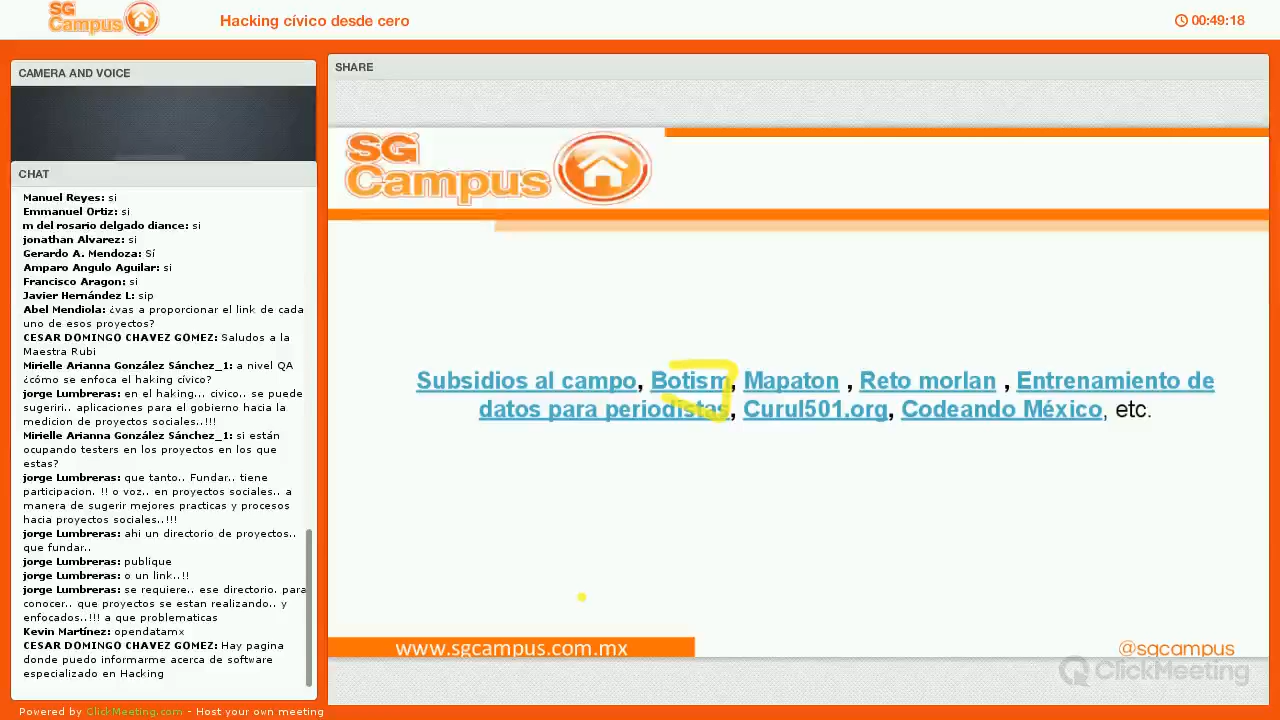 SG
Campus
Hacking cívico desde cero
00:49:18
CAMERA AND VOICE
CHAT
Manuel Reyes: si
Emmanuel Ortiz: si
m del rosario delgado diance: si
jonathan Alvarez: si
Gerardo A. Mendoza: Sí
Amparo Angulo Aguilar: si
Francisco Aragon: si
Javier Hernández L: sip
Abel Mendiola: ¿vas a proporcionar el link de cada
uno de esos proyectos?
CESAR DOMINGO CHAVEZ GOMEZ: Saludos a la
Maestra Rubi
Mirielle Arianna González Sánchez_1: a nivel QA
¿cómo se enfoca el haking cívico?
jorge Lumbreras: en el haking... civico.. se puede
sugerir.. aplicaciones para el gobierno hacia la
medicion de proyectos sociales..!!!
Mirielle Arianna González Sánchez_1: si están
ocupando testers en los proyectos en los que
estas?
jorge Lumbreras: que tanto.. Fundar.. tiene
participacion. !! o voz.. en proyectos sociales.. a
manera de sugerir mejores practicas y procesos
hacia proyectos sociales..!!!
jorge Lumbreras: ahi un directorio de proyectos..
que fundar..
jorge Lumbreras: publique
jorge Lumbreras: o un link..!!
jorge Lumbreras: se requiere.. ese directorio. para
conocer.. que proyectos se estan realizando.. y
enfocados..!!! a que problematicas
Kevin Martínez: opendatamx
CESAR DOMINGO CHAVEZ GOMEZ: Hay pagina
donde puedo informarme acerca de software
especializado en Hacking
Powered by ClickMeeting.com - Host your own meeting
SHARE
SG
Campus
Subsidios al campo, Botism, Mapaton , Reto morlan , Entrenamiento de
datos para periodistas, Curul501.org, Codeando México, etc.
www.sgcampus.com.mx
@sgcampus
ClickMeeting